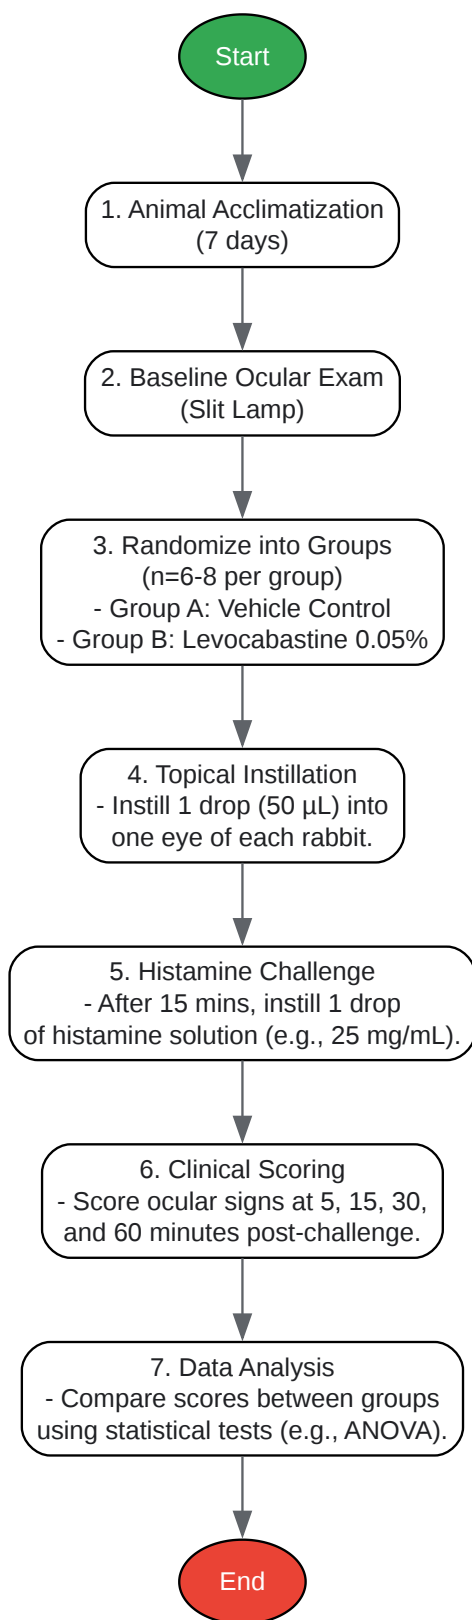 Start
1. Animal Acclimatization
(7 days)
2. Baseline Ocular Exam
(Slit Lamp)
3. Randomize into Groups
(n=6-8 per group)
- Group A: Vehicle Control
- Group B: Levocabastine 0.05%
4. Topical Instillation
- Instill 1 drop (50 µL) into
one eye of each rabbit.
5. Histamine Challenge
- After 15 mins, instill 1 drop
of histamine solution (e.g., 25 mg/mL).
6. Clinical Scoring
- Score ocular signs at 5, 15, 30,
and 60 minutes post-challenge.
7. Data Analysis
- Compare scores between groups
using statistical tests (e.g., ANOVA).
End